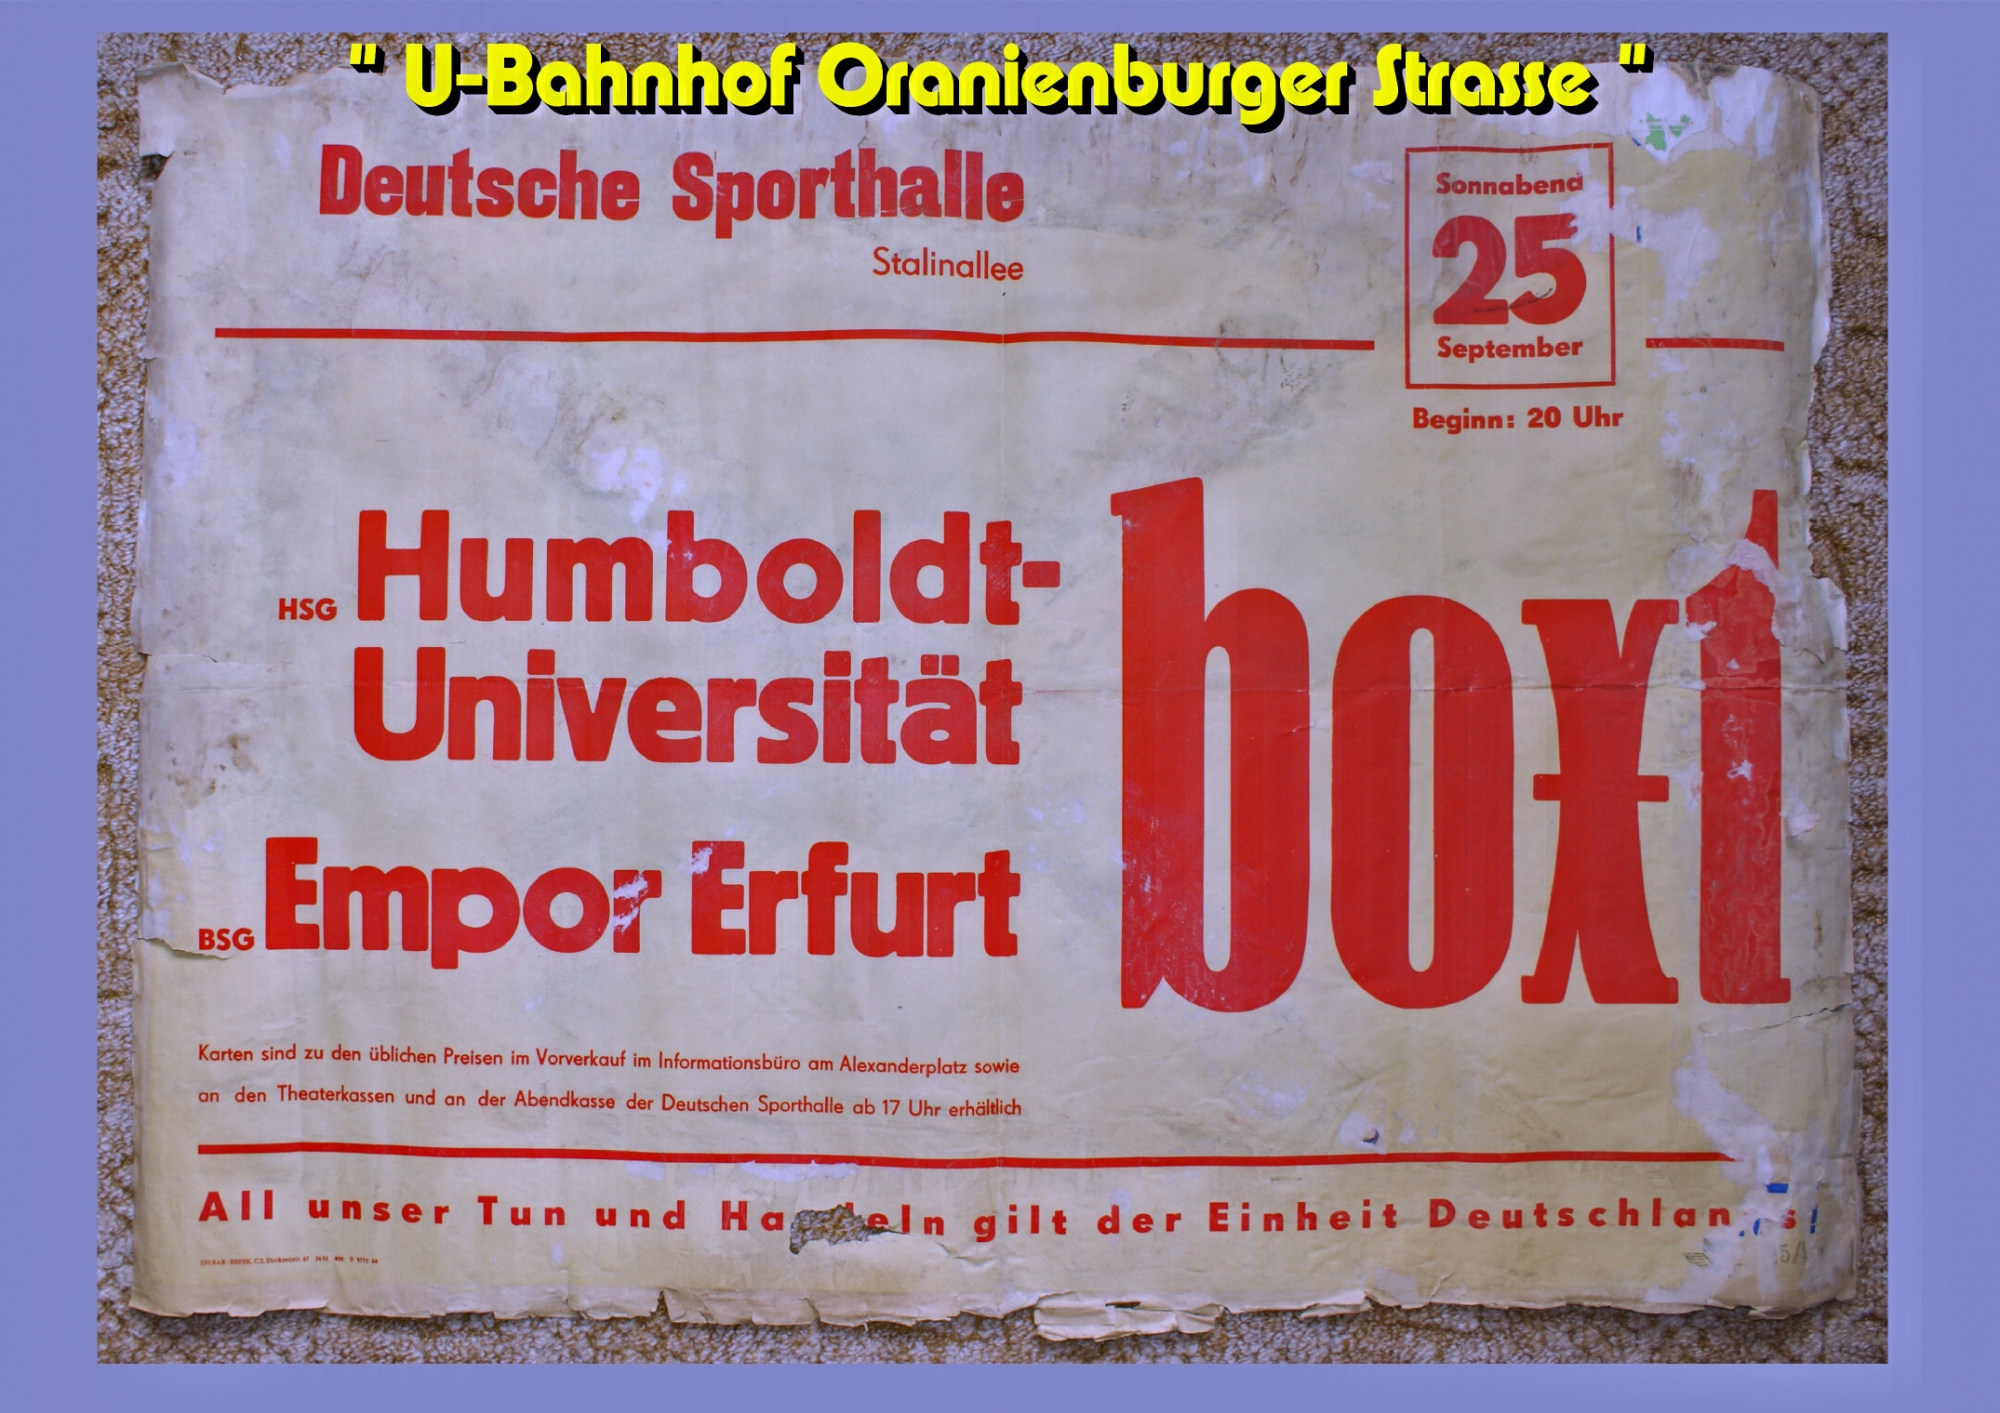 " U-Bahnhof Oranienburger Strasse "
Deutsche Sporthalle
Stalinallee
Sonnabend
25
September
Beginn: 20 Uhr
HSG Humboldt-
Universität
boxt
BSG Empor Erfurt
Karten sind zu den üblichen Preisen im Vorverkauf im Informationsbüro am Alexanderplatz sowie
an den Theaterkassen und an der Abendkasse der Deutschen Sporthalle ab 17 Uhr erhältlich
All unser Tun und Handeln gilt der Einheit Deutschlands!